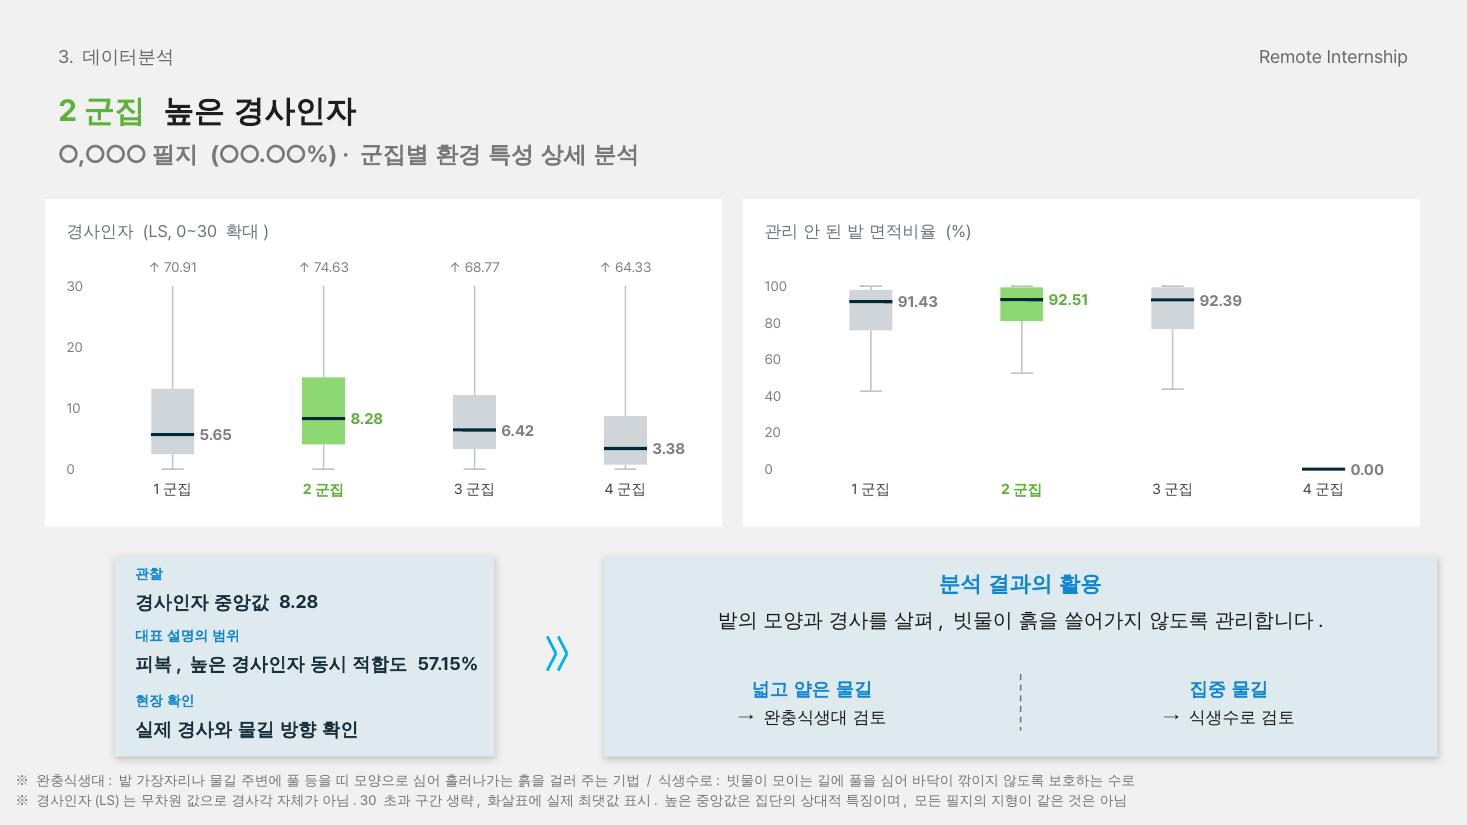 3. 데이터분석
Remote Internship
2 군집 높은 경사인자
O,OOO 필지 (OO.OO%) · 군집별 환경 특성 상세 분석
경사인자 (LS, 0~30 확대 )
↑ 70.91 ↑ 74.63 ↑ 68.77 ↑ 64.33
30
20
10
0
5.65
8.28
6.42
3.38
1 군집 2 군집 3 군집 4 군집
관리 안 된 밭 면적비율 (%)
100
80
60
40
20
0
91.43
92.51
92.39
0.00
1 군집 2 군집 3 군집 4 군집
관찰
경사인자 중앙값 8.28
대표 설명의 범위
피복 , 높은 경사인자 동시 적합도 57.15%
현장 확인
실제 경사와 물길 방향 확인
분석 결과의 활용
밭의 모양과 경사를 살펴 , 빗물이 흙을 쓸어가지 않도록 관리합니다 .
넓고 얕은 물길
→ 완충식생대 검토
집중 물길
→ 식생수로 검토
※ 완충식생대 : 밭 가장자리나 물길 주변에 풀 등을 띠 모양으로 심어 흘러나가는 흙을 걸러 주는 기법 / 식생수로 : 빗물이 모이는 길에 풀을 심어 바닥이 깎이지 않도록 보호하는 수로
※ 경사인자 (LS) 는 무차원 값으로 경사각 자체가 아님 . 30 초과 구간 생략 , 화살표에 실제 최댓값 표시 . 높은 중앙값은 집단의 상대적 특징이며 , 모든 필지의 지형이 같은 것은 아님